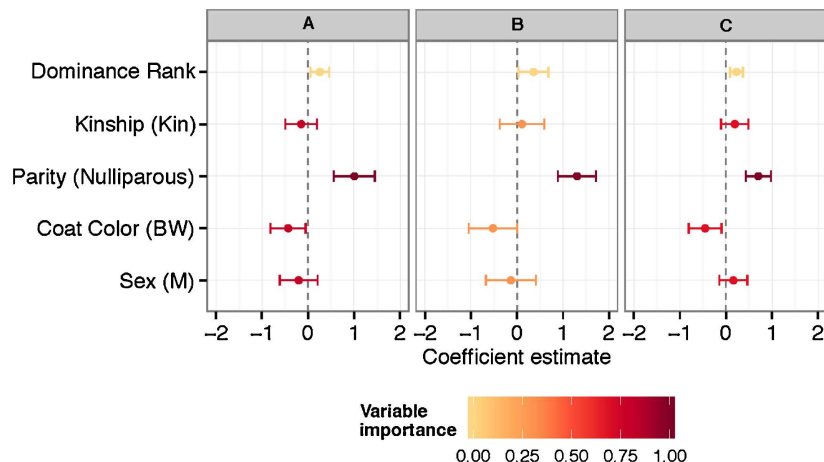 A B C
Dominance Rank
Kinship (Kin)
Parity (Nulliparous)
Coat Color (BW)
Sex (M)
−2 −1 0 1 2 −2 −1 0 1 2 −2 −1 0 1 2
Coefficient estimate
Variable
importance
0.00 0.25 0.50 0.75 1.00